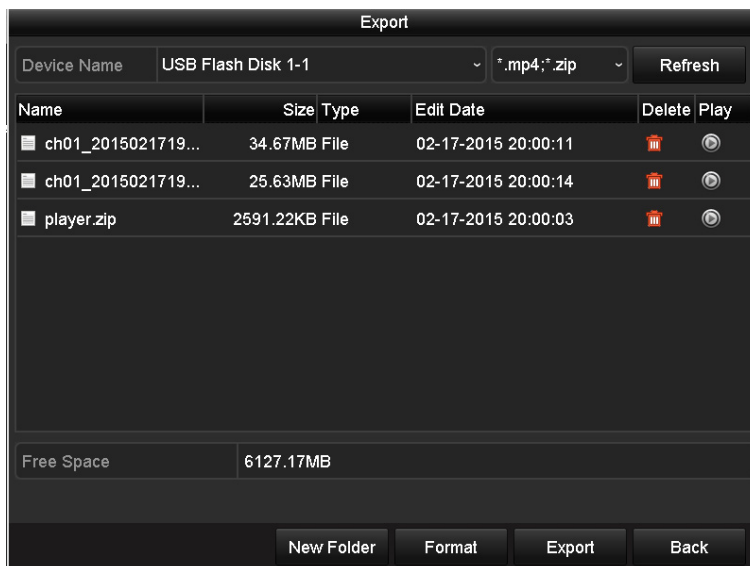 Export
Device Name USB Flash Disk 1-1 *.mp4;*.zip Refresh
Name Size Type Edit Date Delete Play
ch01_2015021719... 34.67MB File 02-17-2015 20:00:11
ch01_2015021719... 25.63MB File 02-17-2015 20:00:14
player.zip 2591.22KB File 02-17-2015 20:00:03
Free Space 6127.17MB
New Folder Format Export Back